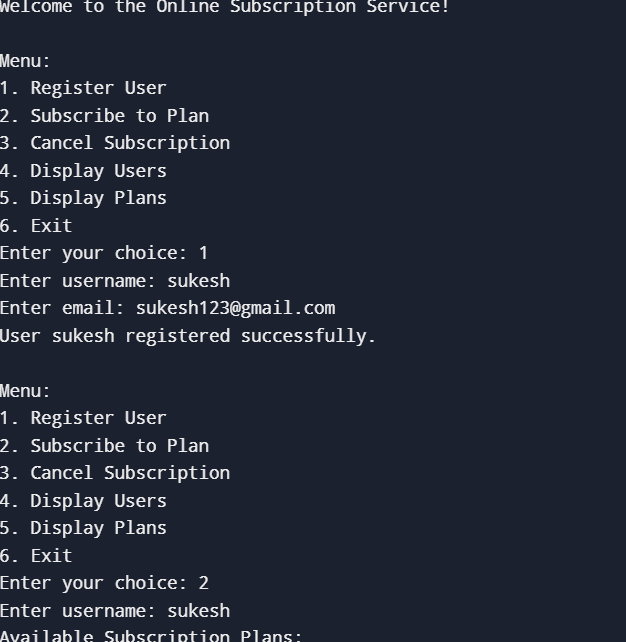 Welcome to the Online Subscription Service!
Menu:
1. Register User
2. Subscribe to Plan
3. Cancel Subscription
4. Display Users
5. Display Plans
6. Exit
Enter your choice: 1
Enter username: sukesh
Enter email: sukesh123@gmail.com
User sukesh registered successfully.
Menu:
1. Register User
2. Subscribe to Plan
3. Cancel Subscription
4. Display Users
5. Display Plans
6. Exit
Enter your choice: 2
Enter username: sukesh
Available Subscription Plans: